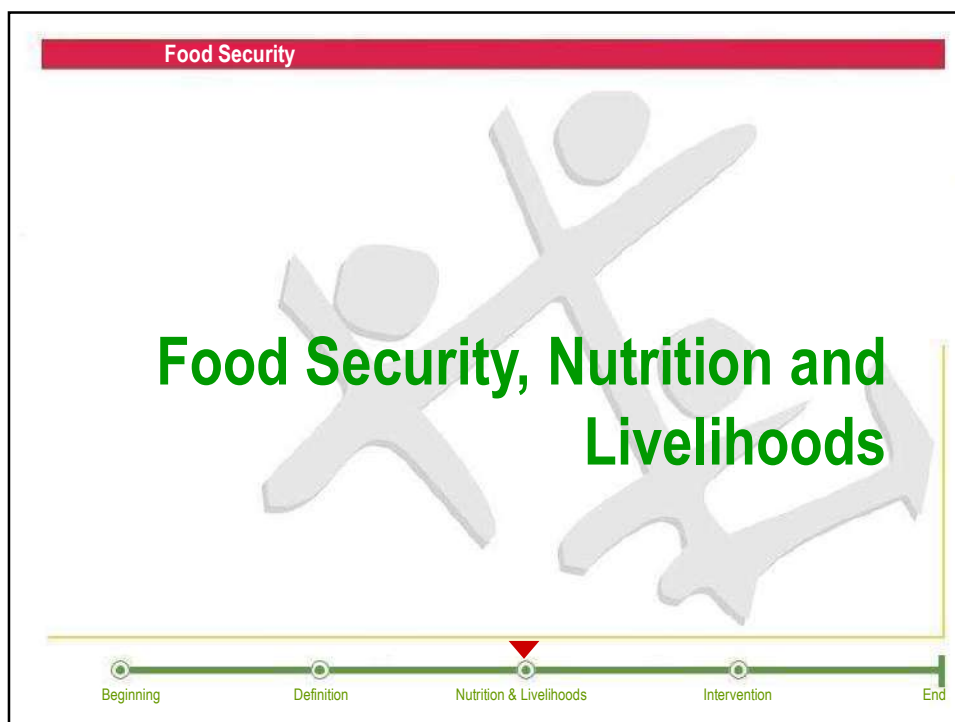 Food Security
Food Security, Nutrition and
Livelihoods
Beginning
Definition
Nutrition & Livelihoods
Intervention
End